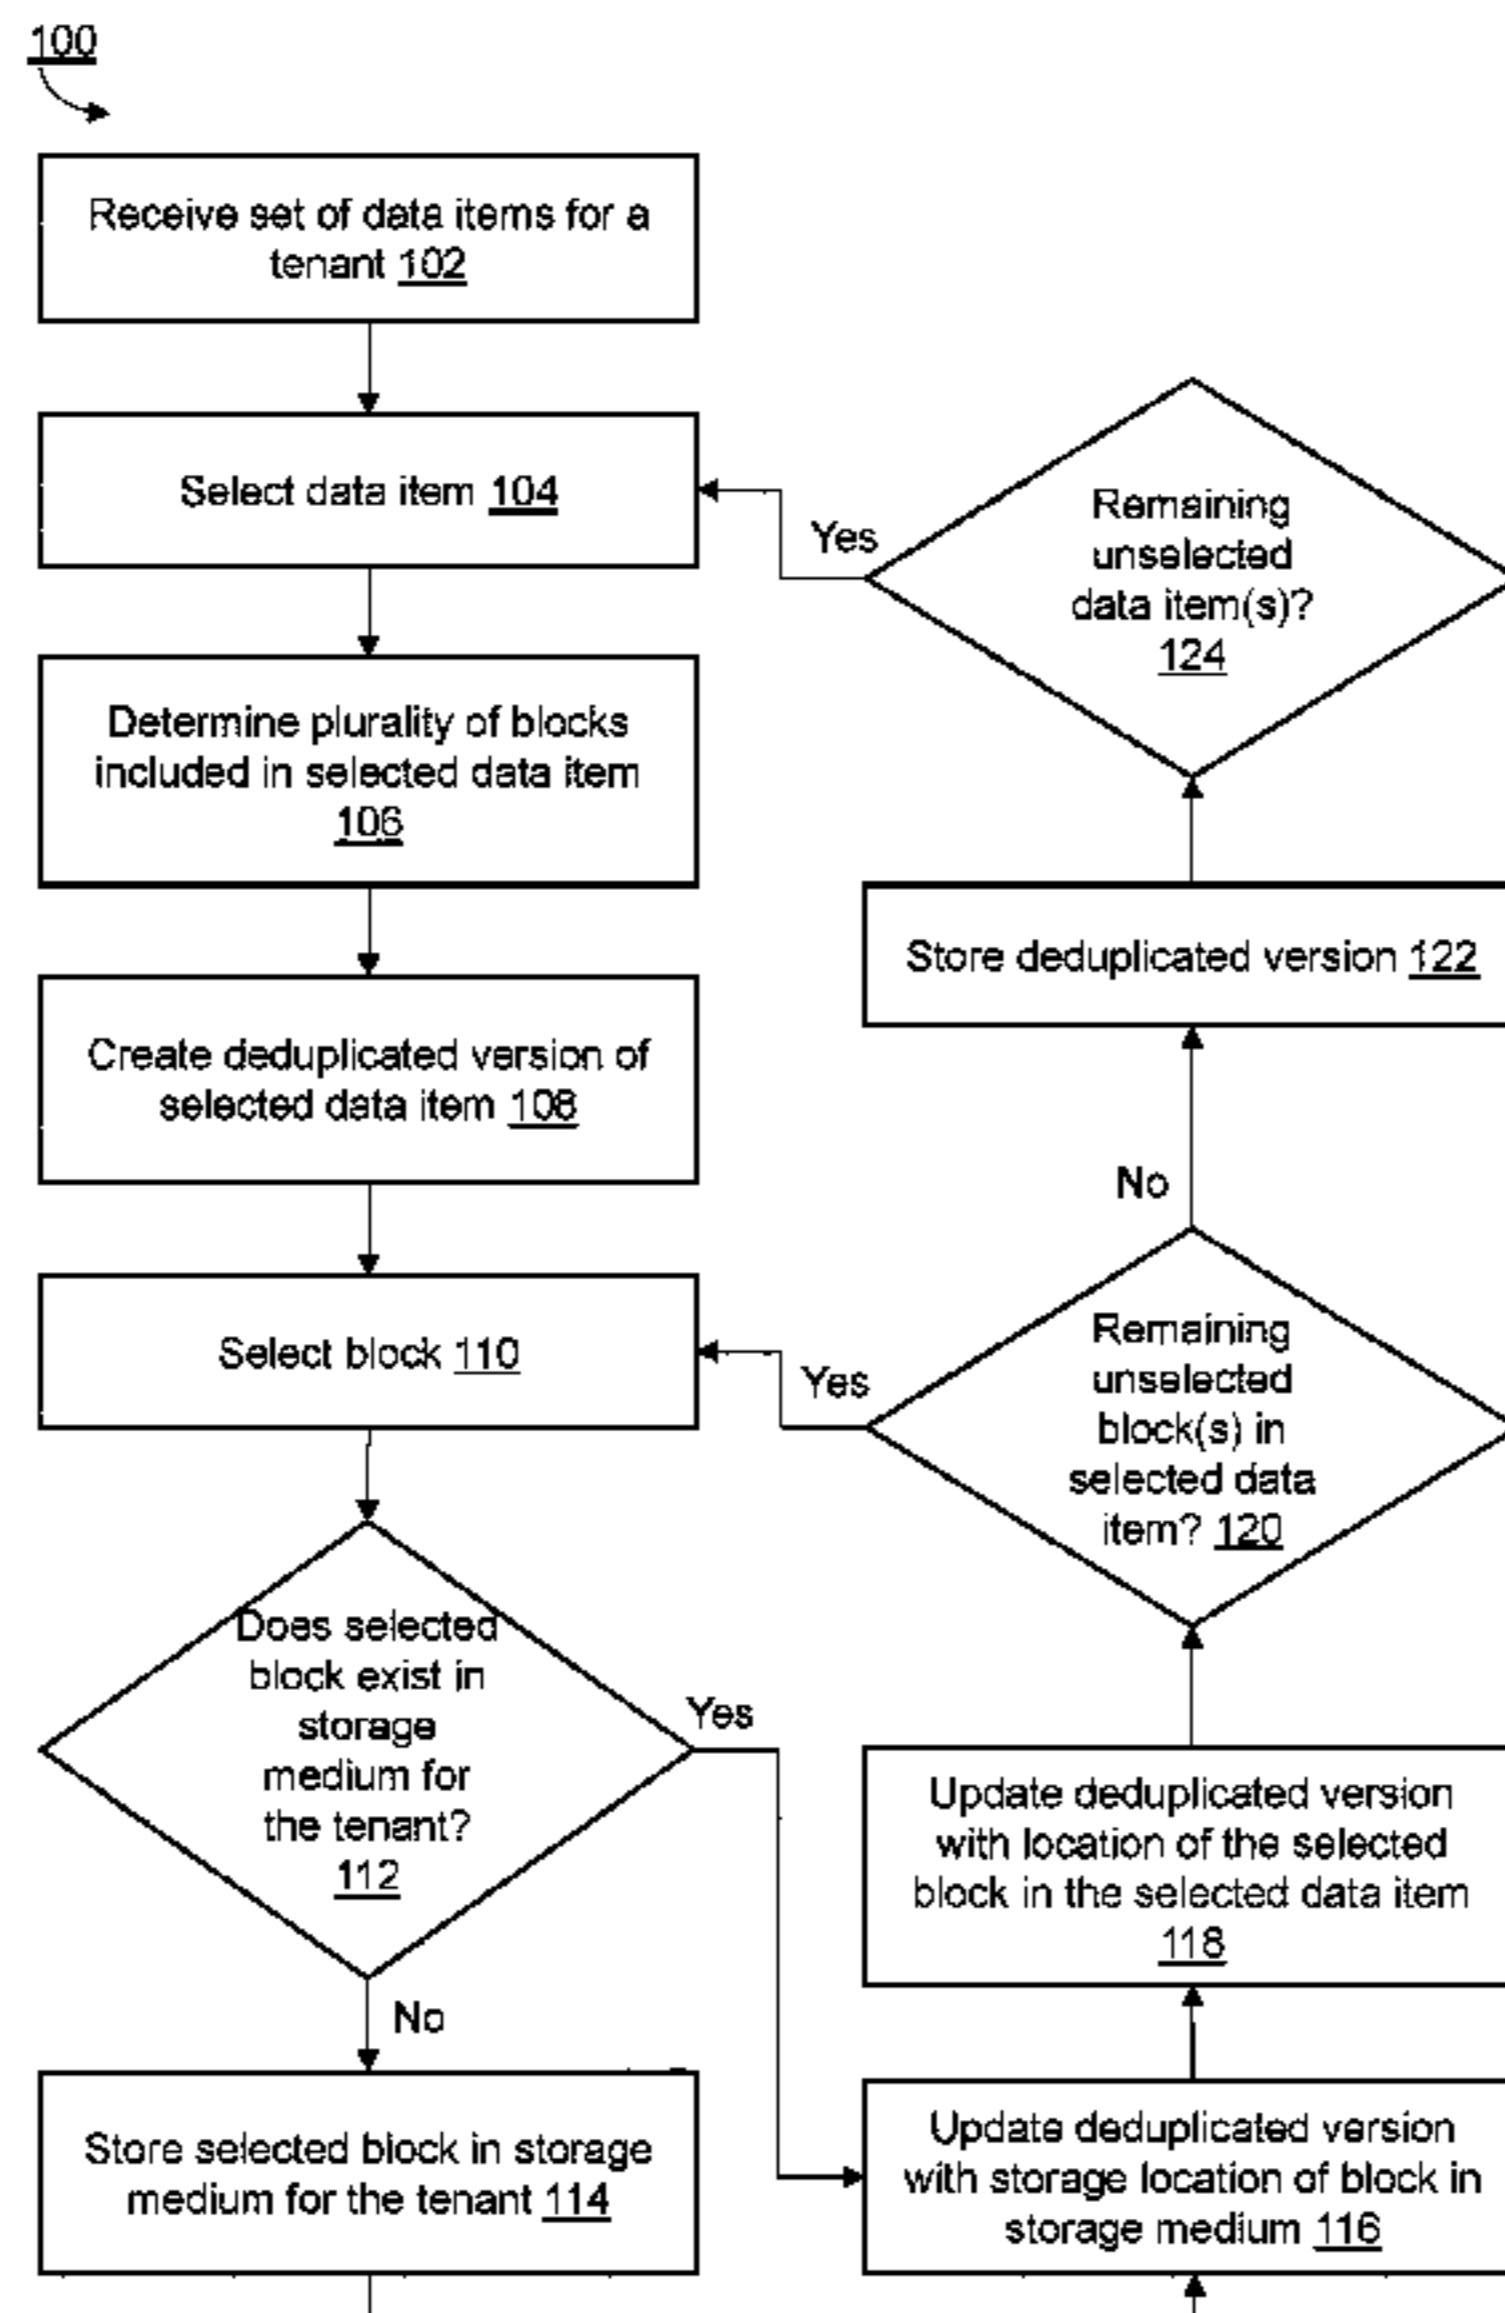 100
Receive set of data items for a
tenant 102
Select data item 104
Determine plurality of blocks
included in selected data item
106
Create deduplicated version of
selected data item 108
Select block 110
Does selected
block exist in
storage
medium for
the tenant?
112
Yes
No
Store selected block in storage
medium for the tenant 114
Remaining
unselected
data item(s)?
124
Yes
Store deduplicated version 122
No
Remaining
unselected
block(s) in
selected data
item? 120
Yes
Update deduplicated version
with location of the selected
block in the selected data item
118
Update deduplicated version
with storage location of block in
storage medium 116